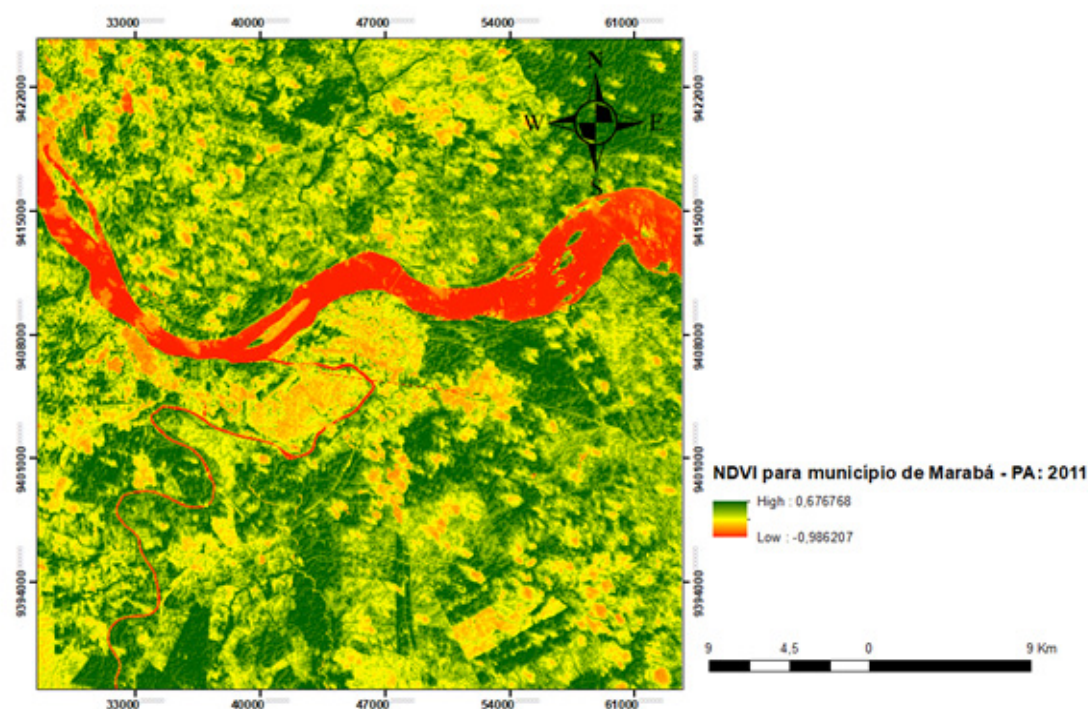 33000 40000 47000 54000 61000
9422000 9422000
N
W E
S
9415000 9415000
9408000 9408000
9401000 9401000
NDVI para município de Marabá - PA: 2011
High : 0,676768
Low : -0,986207
9394000 9394000
9 4,5 0 9 Km
33000 40000 47000 54000 61000